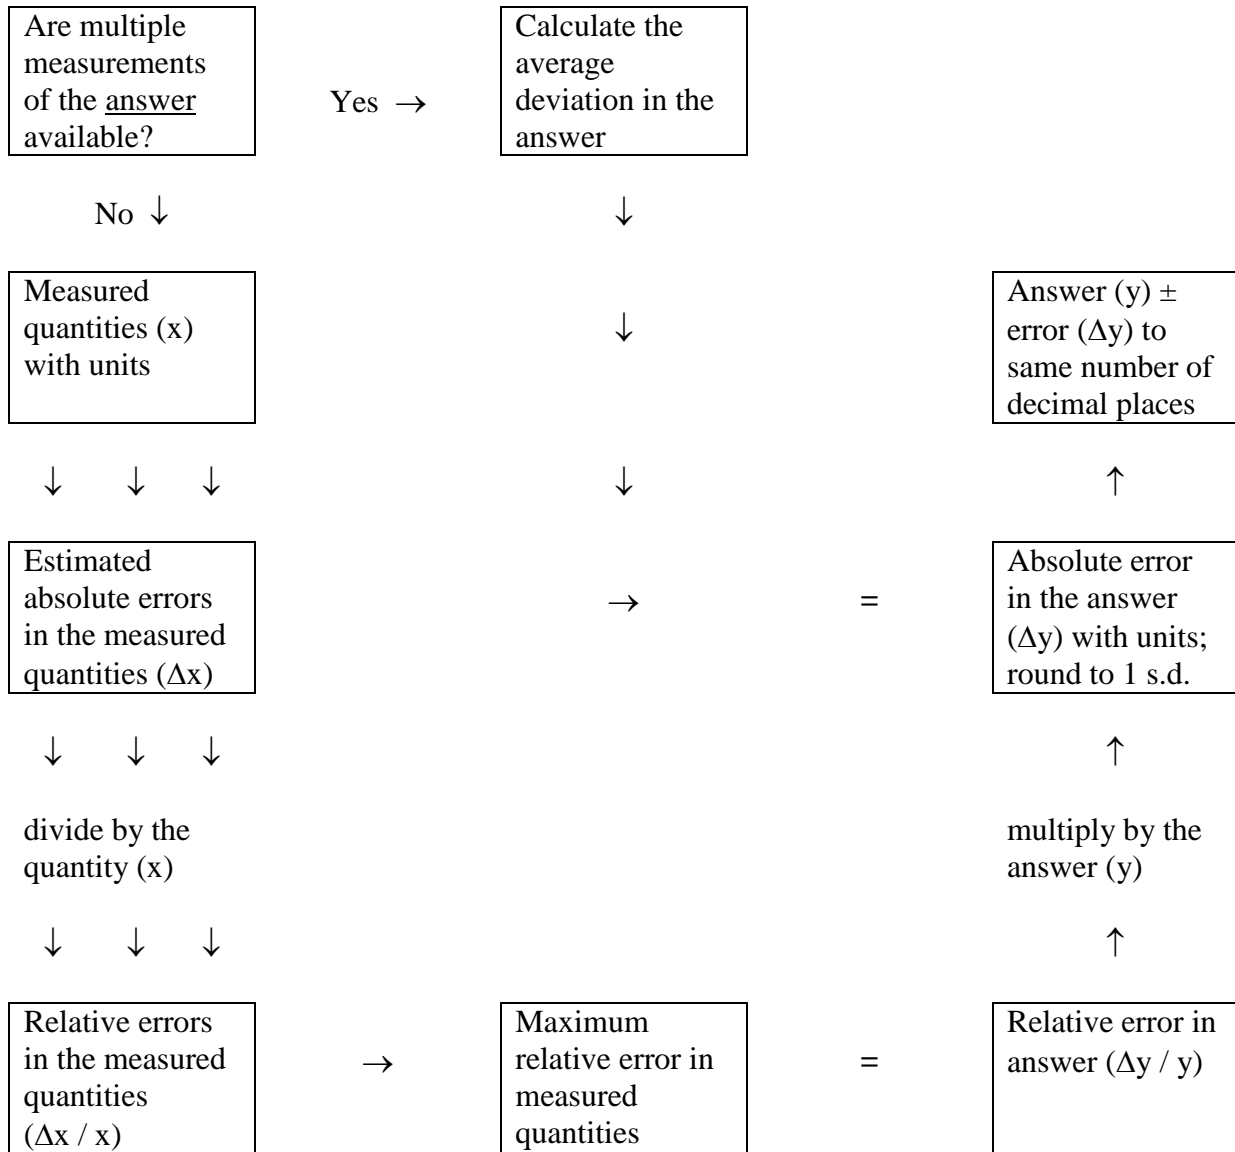 Are multiple
measurements
of the answer
available?
Yes →
Calculate the
average
deviation in the
answer
No ↓
↓
Measured
quantities (x)
with units
↓
Answer (y) ±
error (Δy) to
same number of
decimal places
↓ ↓ ↓
↓
↑
Estimated
absolute errors
in the measured
quantities (Δx)
→
=
Absolute error
in the answer
(Δy) with units;
round to 1 s.d.
↓ ↓ ↓
↑
divide by the
quantity (x)
multiply by the
answer (y)
↓ ↓ ↓
↑
Relative errors
in the measured
quantities
(Δx / x)
→
Maximum
relative error in
measured
quantities
=
Relative error in
answer (Δy / y)